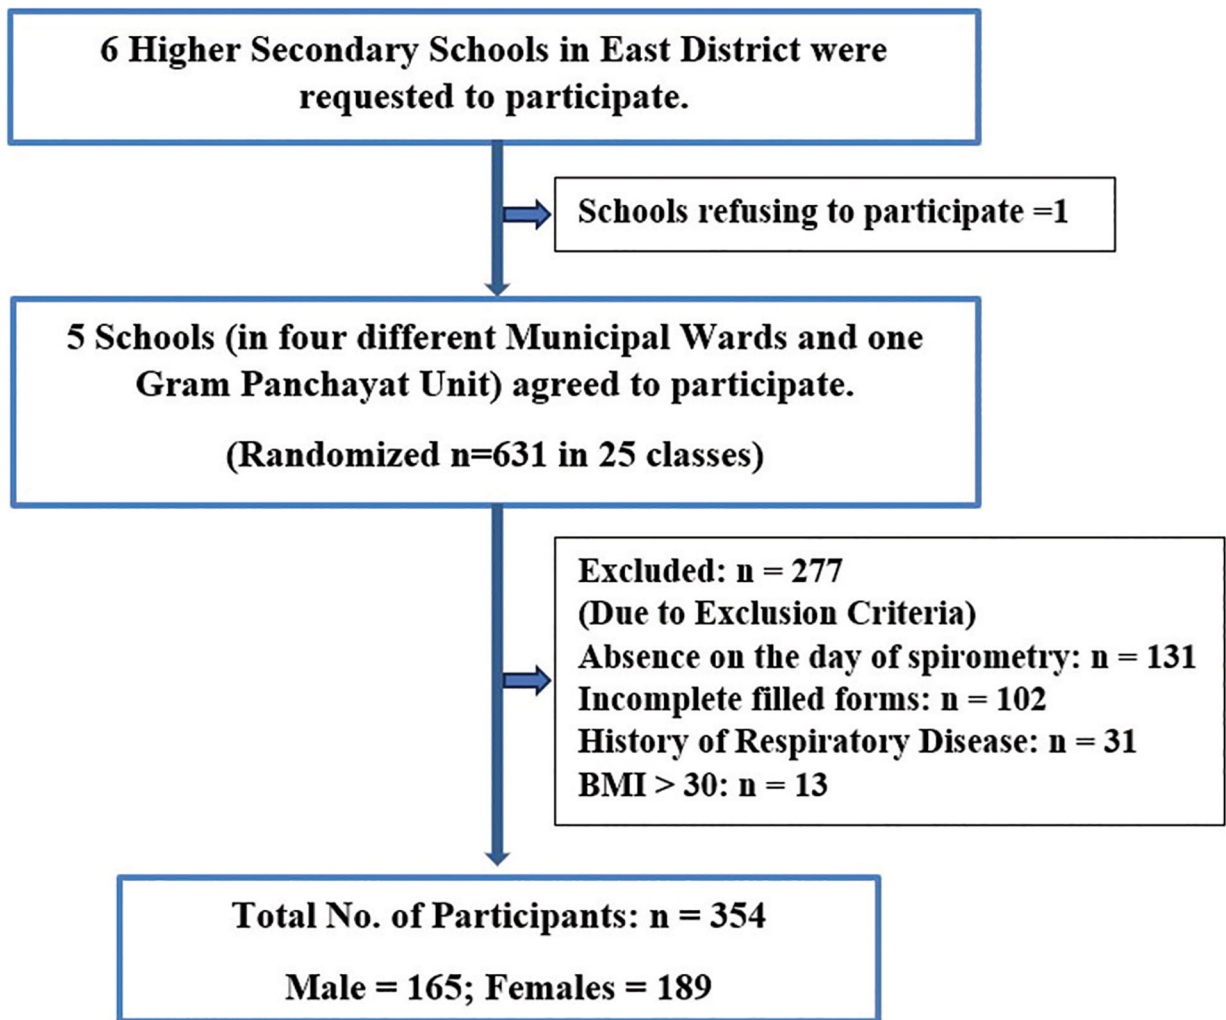 6 Higher Secondary Schools in East District were
requested to participate.
Schools refusing to participate =1
5 Schools (in four different Municipal Wards and one
Gram Panchayat Unit) agreed to participate.
(Randomized n=631 in 25 classes)
Excluded: n = 277
(Due to Exclusion Criteria)
Absence on the day of spirometry: n = 131
Incomplete filled forms: n = 102
History of Respiratory Disease: n = 31
BMI > 30: n = 13
Total No. of Participants: n = 354
Male = 165; Females = 189